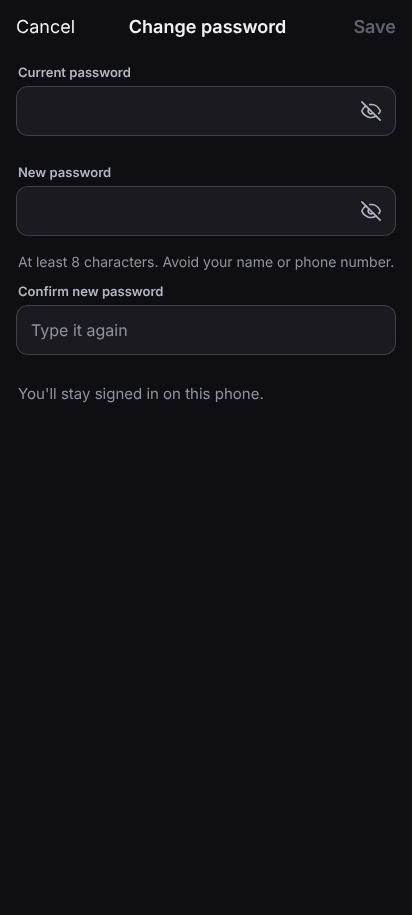 Cancel Change password Save
Current password
New password
At least 8 characters. Avoid your name or phone number.
Confirm new password
Type it again
You'll stay signed in on this phone.